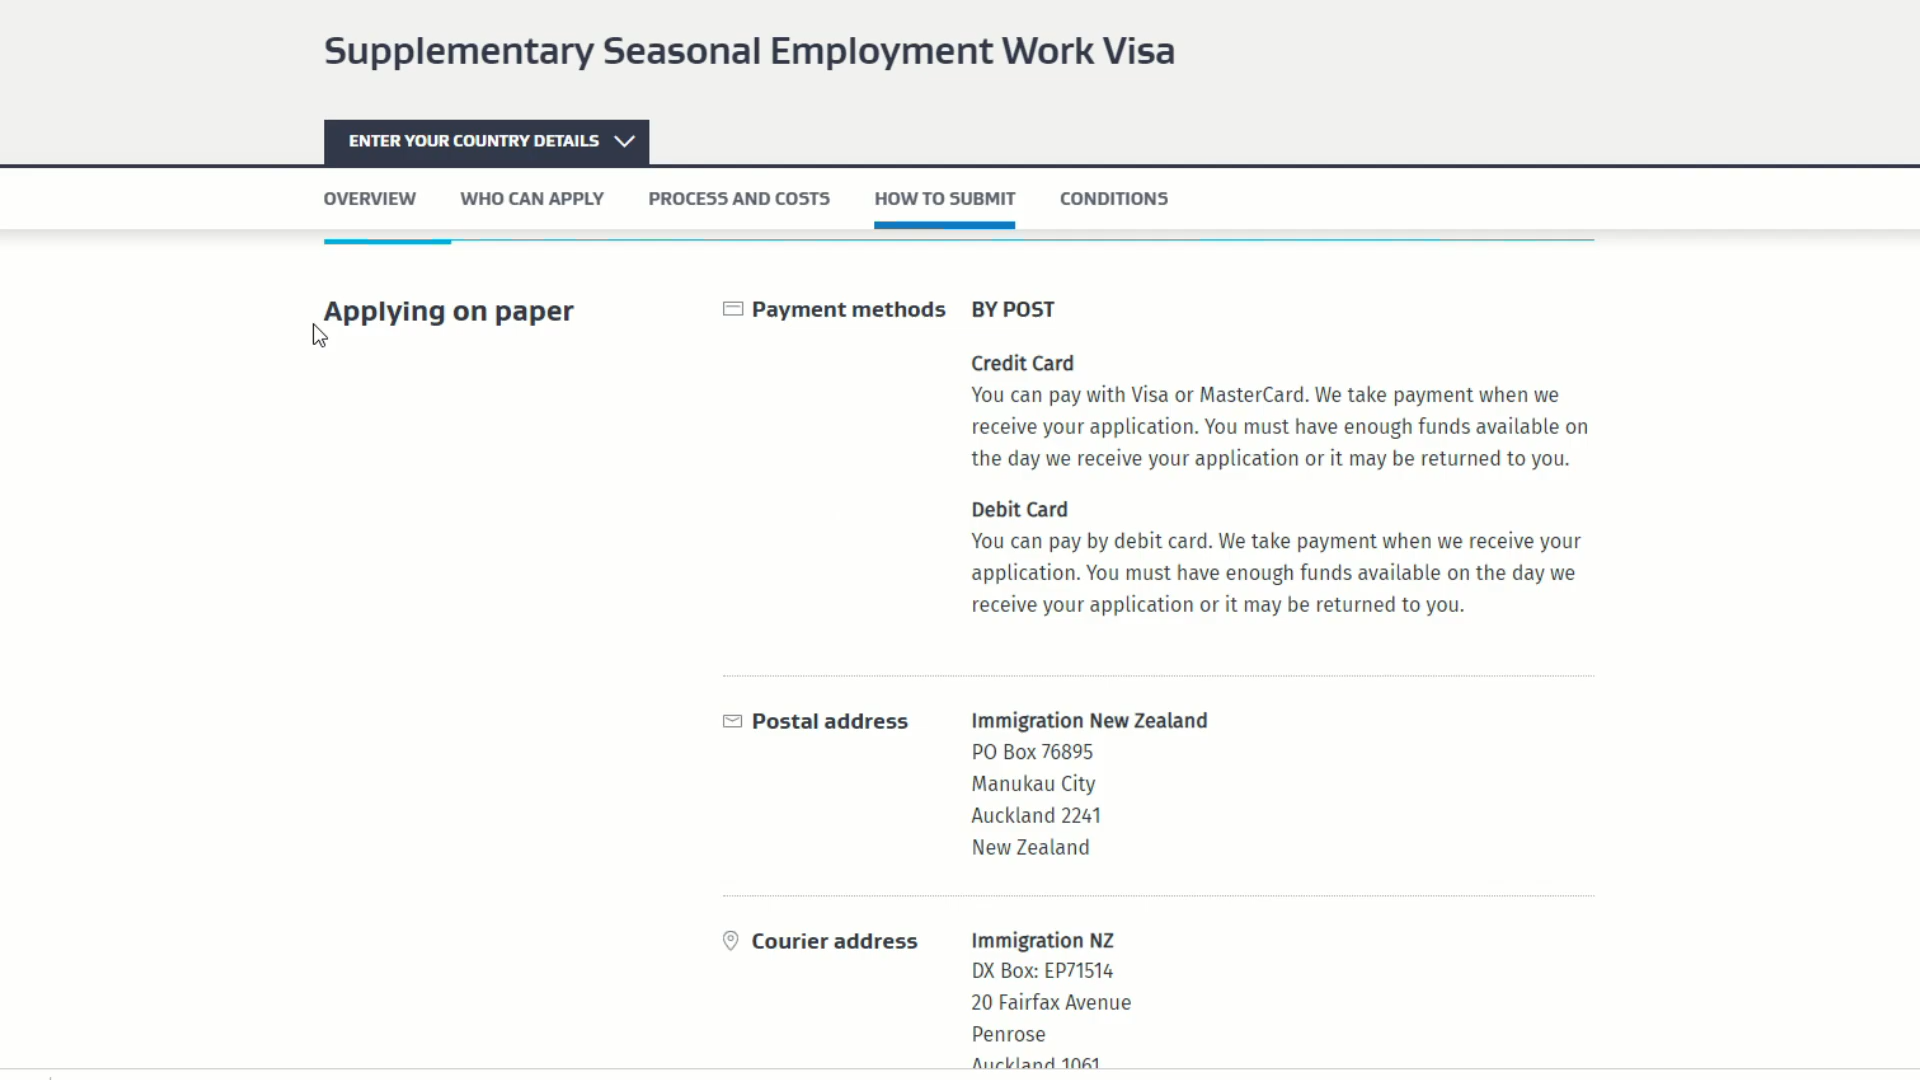 Supplementary Seasonal Employment Work Visa
ENTER YOUR COUNTRY DETAILS
OVERVIEW WHO CAN APPLY PROCESS AND COSTS HOW TO SUBMIT CONDITIONS
Applying on paper
Payment methods
BY POST
Credit Card
You can pay with Visa or MasterCard. We take payment when we
receive your application. You must have enough funds available on
the day we receive your application or it may be returned to you.
Debit Card
You can pay by debit card. We take payment when we receive your
application. You must have enough funds available on the day we
receive your application or it may be returned to you.
Postal address
Immigration New Zealand
PO Box 76895
Manukau City
Auckland 2241
New Zealand
Courier address
Immigration NZ
DX Box: EP71514
20 Fairfax Avenue
Penrose
Auckland 1061